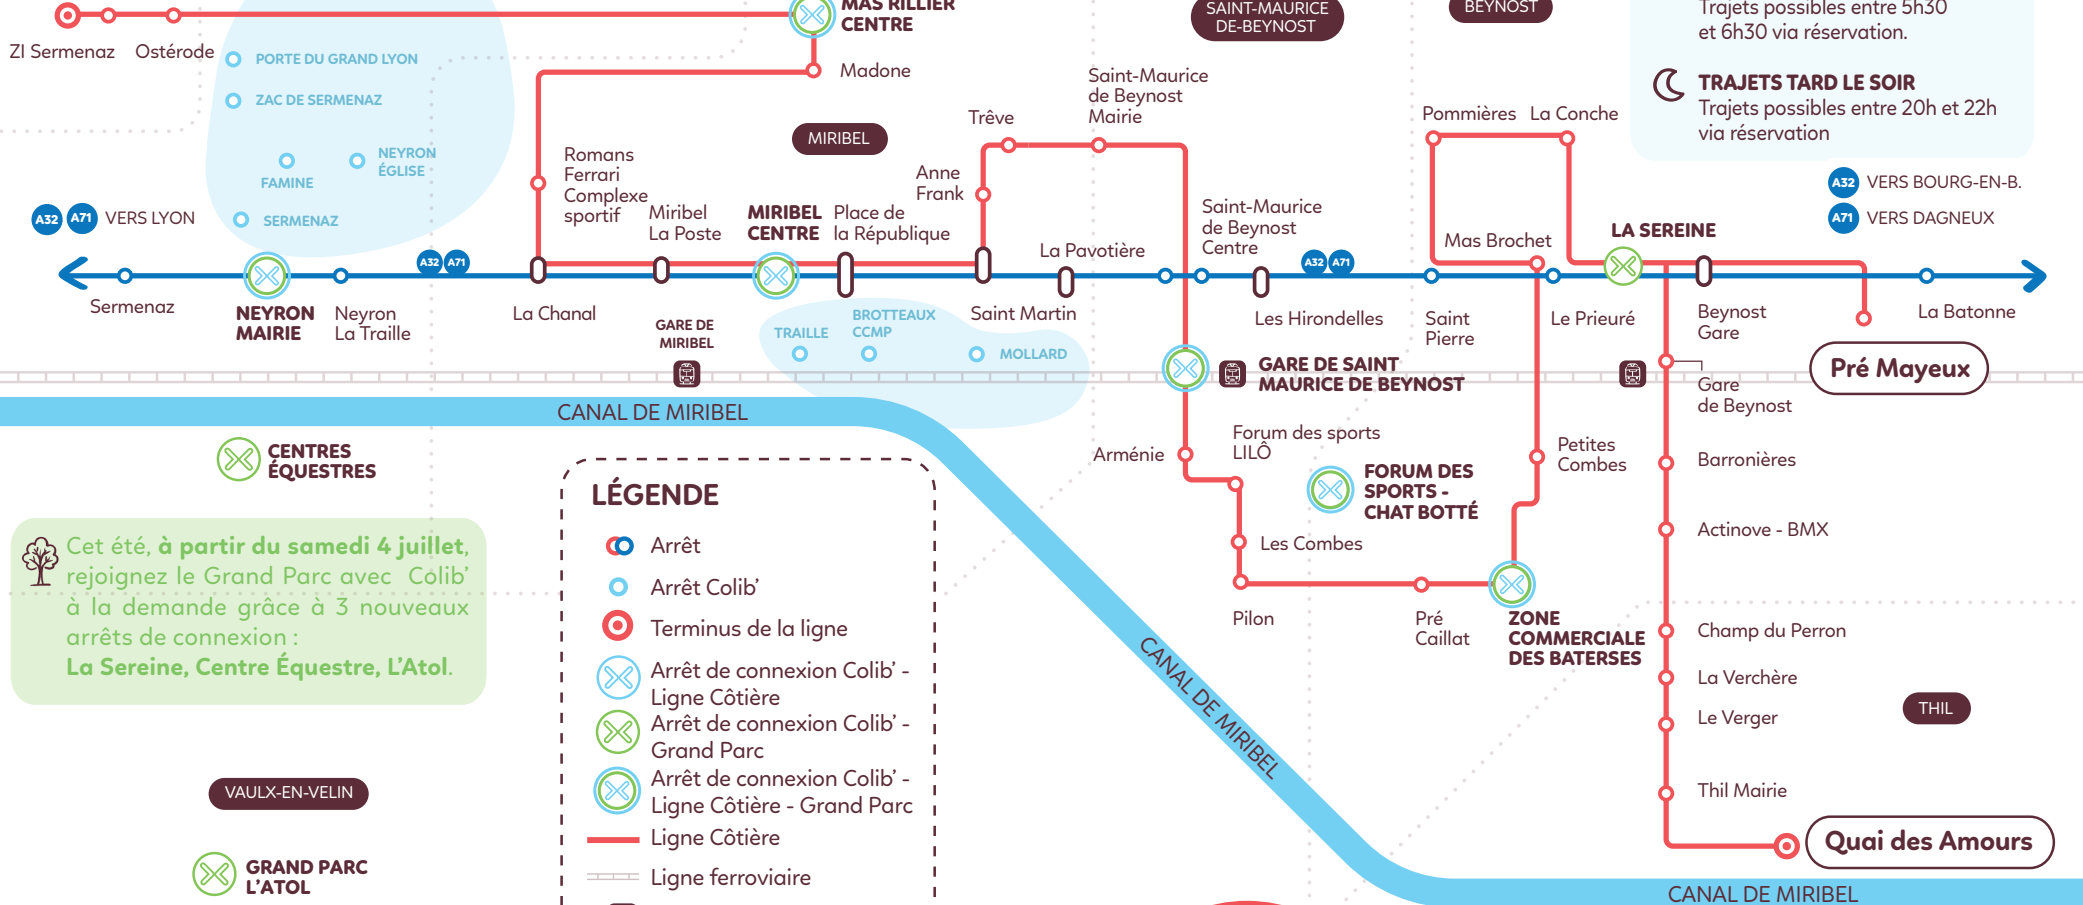 MAS RILLIER
CENTRE
SAINT-MAURICE
DE-BEYNOST
BEYNOST
Trajets possibles entre 5h30
et 6h30 via réservation.
TRAJETS TARD LE SOIR
Trajets possibles entre 20h et 22h
via réservation
ZI Sermenaz
Ostérode
PORTE DU GRAND LYON
ZAC DE SERMENAZ
Madone
Saint-Maurice
de Beynost
Mairie
Trêve
Pommières
La Conche
MIRIBEL
NEYRON
ÉGLISE
FAMINE
SERMENAZ
Romans
Ferrari
Complexe
sportif
Anne
Frank
A32
A71
VERS LYON
Miribel
La Poste
MIRIBEL
CENTRE
Place de
la République
La Pavotière
Saint-Maurice
de Beynost
Centre
Mas Brochet
LA SEREINE
A32
VERS BOURG-EN-B.
A71
VERS DAGNEUX
A32
A71
A32
A71
Sermenaz
NEYRON
MAIRIE
Neyron
La Traille
La Chanal
GARE DE
MIRIBEL
TRAILLE
BROTTEAUX
CCMP
MOLLARD
Saint Martin
Les Hirondelles
Saint
Pierre
Le Prieuré
Beynost
Gare
La Batonne
GARE DE SAINT
MAURICE DE BEYNOST
Gare
de Beynost
Pré Mayeux
CANAL DE MIRIBEL
CENTRES
ÉQUESTRES
Arménie
Forum des sports
LILÔ
FORUM DES
SPORTS -
CHAT BOTTÉ
Petites
Combes
Barronières
Actinove - BMX
Les Combes
Pilon
Pré
Caillat
ZONE
COMMERCIALE
DES BATERSES
Champ du Perron
La Verchère
Le Verger
THIL
Thil Mairie
Quai des Amours
CANAL DE MIRIBEL
CANAL DE MIRIBEL
Cet été, à partir du samedi 4 juillet,
rejoignez le Grand Parc avec Colib'
à la demande grâce à 3 nouveaux
arrêts de connexion :
La Sereine, Centre Équestre, L'Atol.
VAULX-EN-VELIN
GRAND PARC
L'ATOL
LÉGENDE
Arrêt
Arrêt Colib'
Terminus de la ligne
Arrêt de connexion Colib' -
Ligne Côtière
Arrêt de connexion Colib' -
Grand Parc
Arrêt de connexion Colib' -
Ligne Côtière - Grand Parc
Ligne Côtière
Ligne ferroviaire